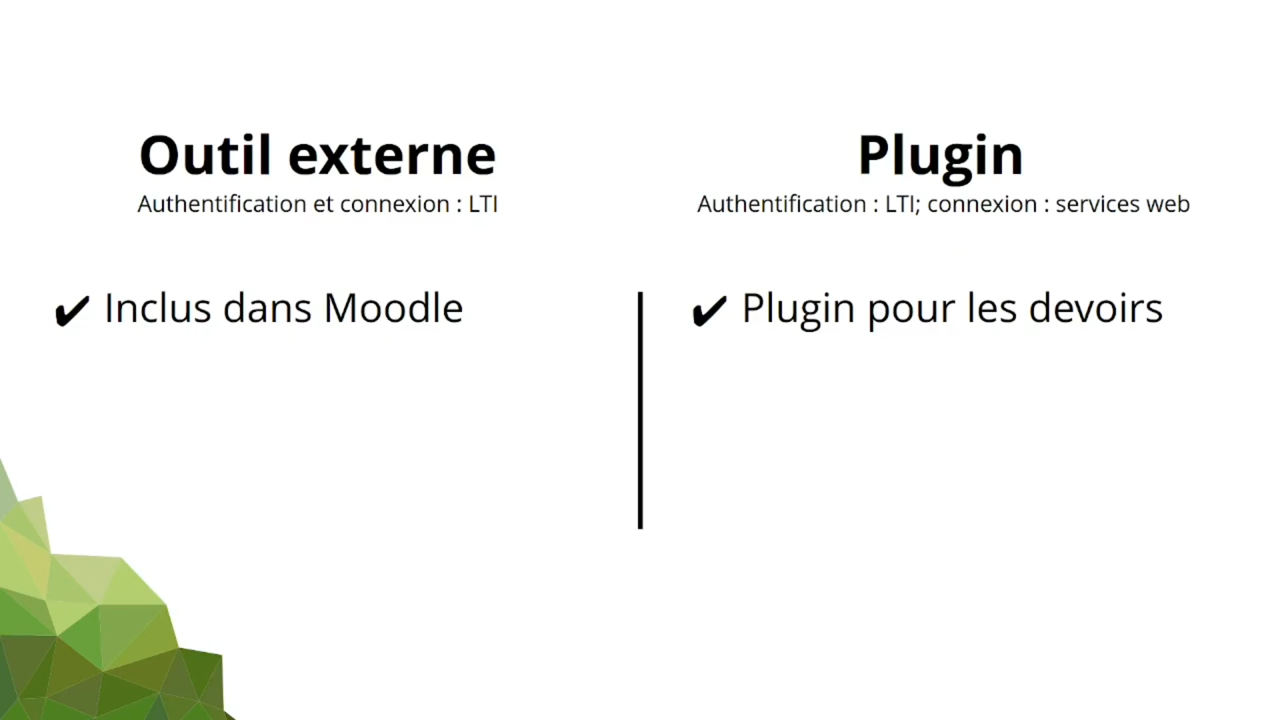 Outil externe
Authentification et connexion : LTI
✔ Inclus dans Moodle
Plugin
Authentification : LTI; connexion : services web
✔ Plugin pour les devoirs